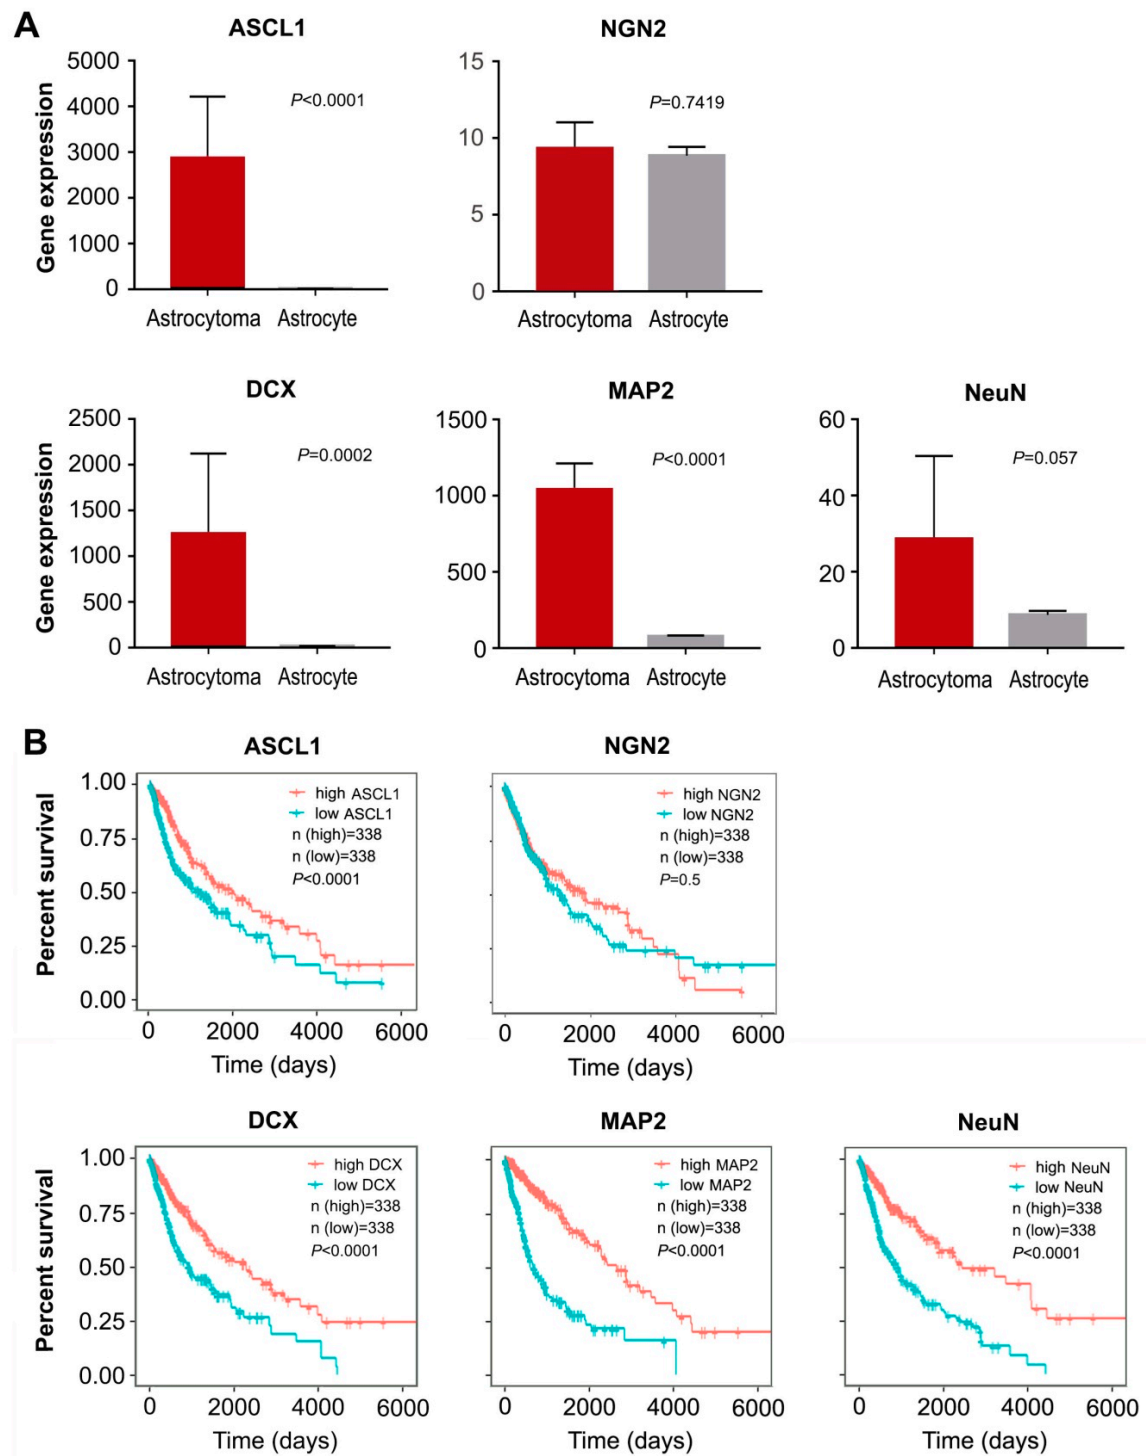 A
ASCL1
NGN2
Gene expression
5000
4000
3000
2000
1000
0
P<0.0001
Astrocytoma Astrocyte
15
10
5
0
P=0.7419
Astrocytoma Astrocyte
DCX
MAP2
NeuN
Gene expression
2500
2000
1500
1000
500
0
P=0.0002
Astrocytoma Astrocyte
1500
1000
500
0
P<0.0001
Astrocytoma Astrocyte
60
40
20
0
P=0.057
Astrocytoma Astrocyte
B
ASCL1
NGN2
Percent survival
1.00
0.75
0.50
0.25
0.00
high ASCL1
low ASCL1
n (high)=338
n (low)=338
P<0.0001
0 2000 4000 6000
Time (days)
high NGN2
low NGN2
n (high)=338
n (low)=338
P=0.5
0 2000 4000 6000
Time (days)
DCX
MAP2
NeuN
Percent survival
1.00
0.75
0.50
0.25
0.00
high DCX
low DCX
n (high)=338
n (low)=338
P<0.0001
0 2000 4000 6000
Time (days)
high MAP2
low MAP2
n (high)=338
n (low)=338
P<0.0001
0 2000 4000 6000
Time (days)
high NeuN
low NeuN
n (high)=338
n (low)=338
P<0.0001
0 2000 4000 6000
Time (days)